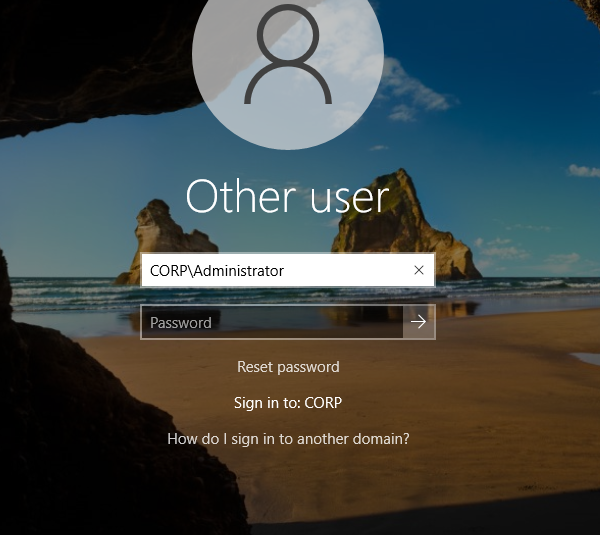 Other user
CORP\Administrator
Password
Reset password
Sign in to: CORP
How do I sign in to another domain?